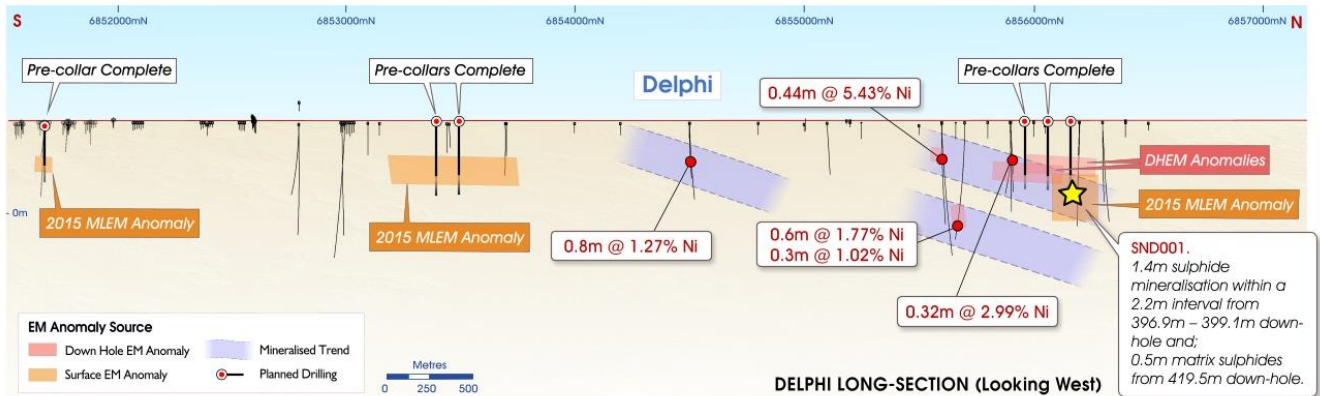 S
6852000mN
6853000mN
6854000mN
6855000mN
6856000mN
6857000mN
N
Pre-collar Complete
Pre-collars Complete
Delphi
0.44m @ 5.43% Ni
Pre-collars Complete
DHEM Anomalies
2015 MLEM Anomaly
- 0m
2015 MLEM Anomaly
2015 MLEM Anomaly
0.8m @ 1.27% Ni
0.6m @ 1.77% Ni
0.3m @ 1.02% Ni
0.32m @ 2.99% Ni
SND001.
1.4m sulphide
mineralisation within a
2.2m interval from
396.9m – 399.1m down-
hole and;
0.5m matrix sulphides
from 419.5m down-hole.
EM Anomaly Source
Down Hole EM Anomaly
Mineralised Trend
Surface EM Anomaly
Planned Drilling
Metres
0 250 500
DELPHI LONG-SECTION (Looking West)